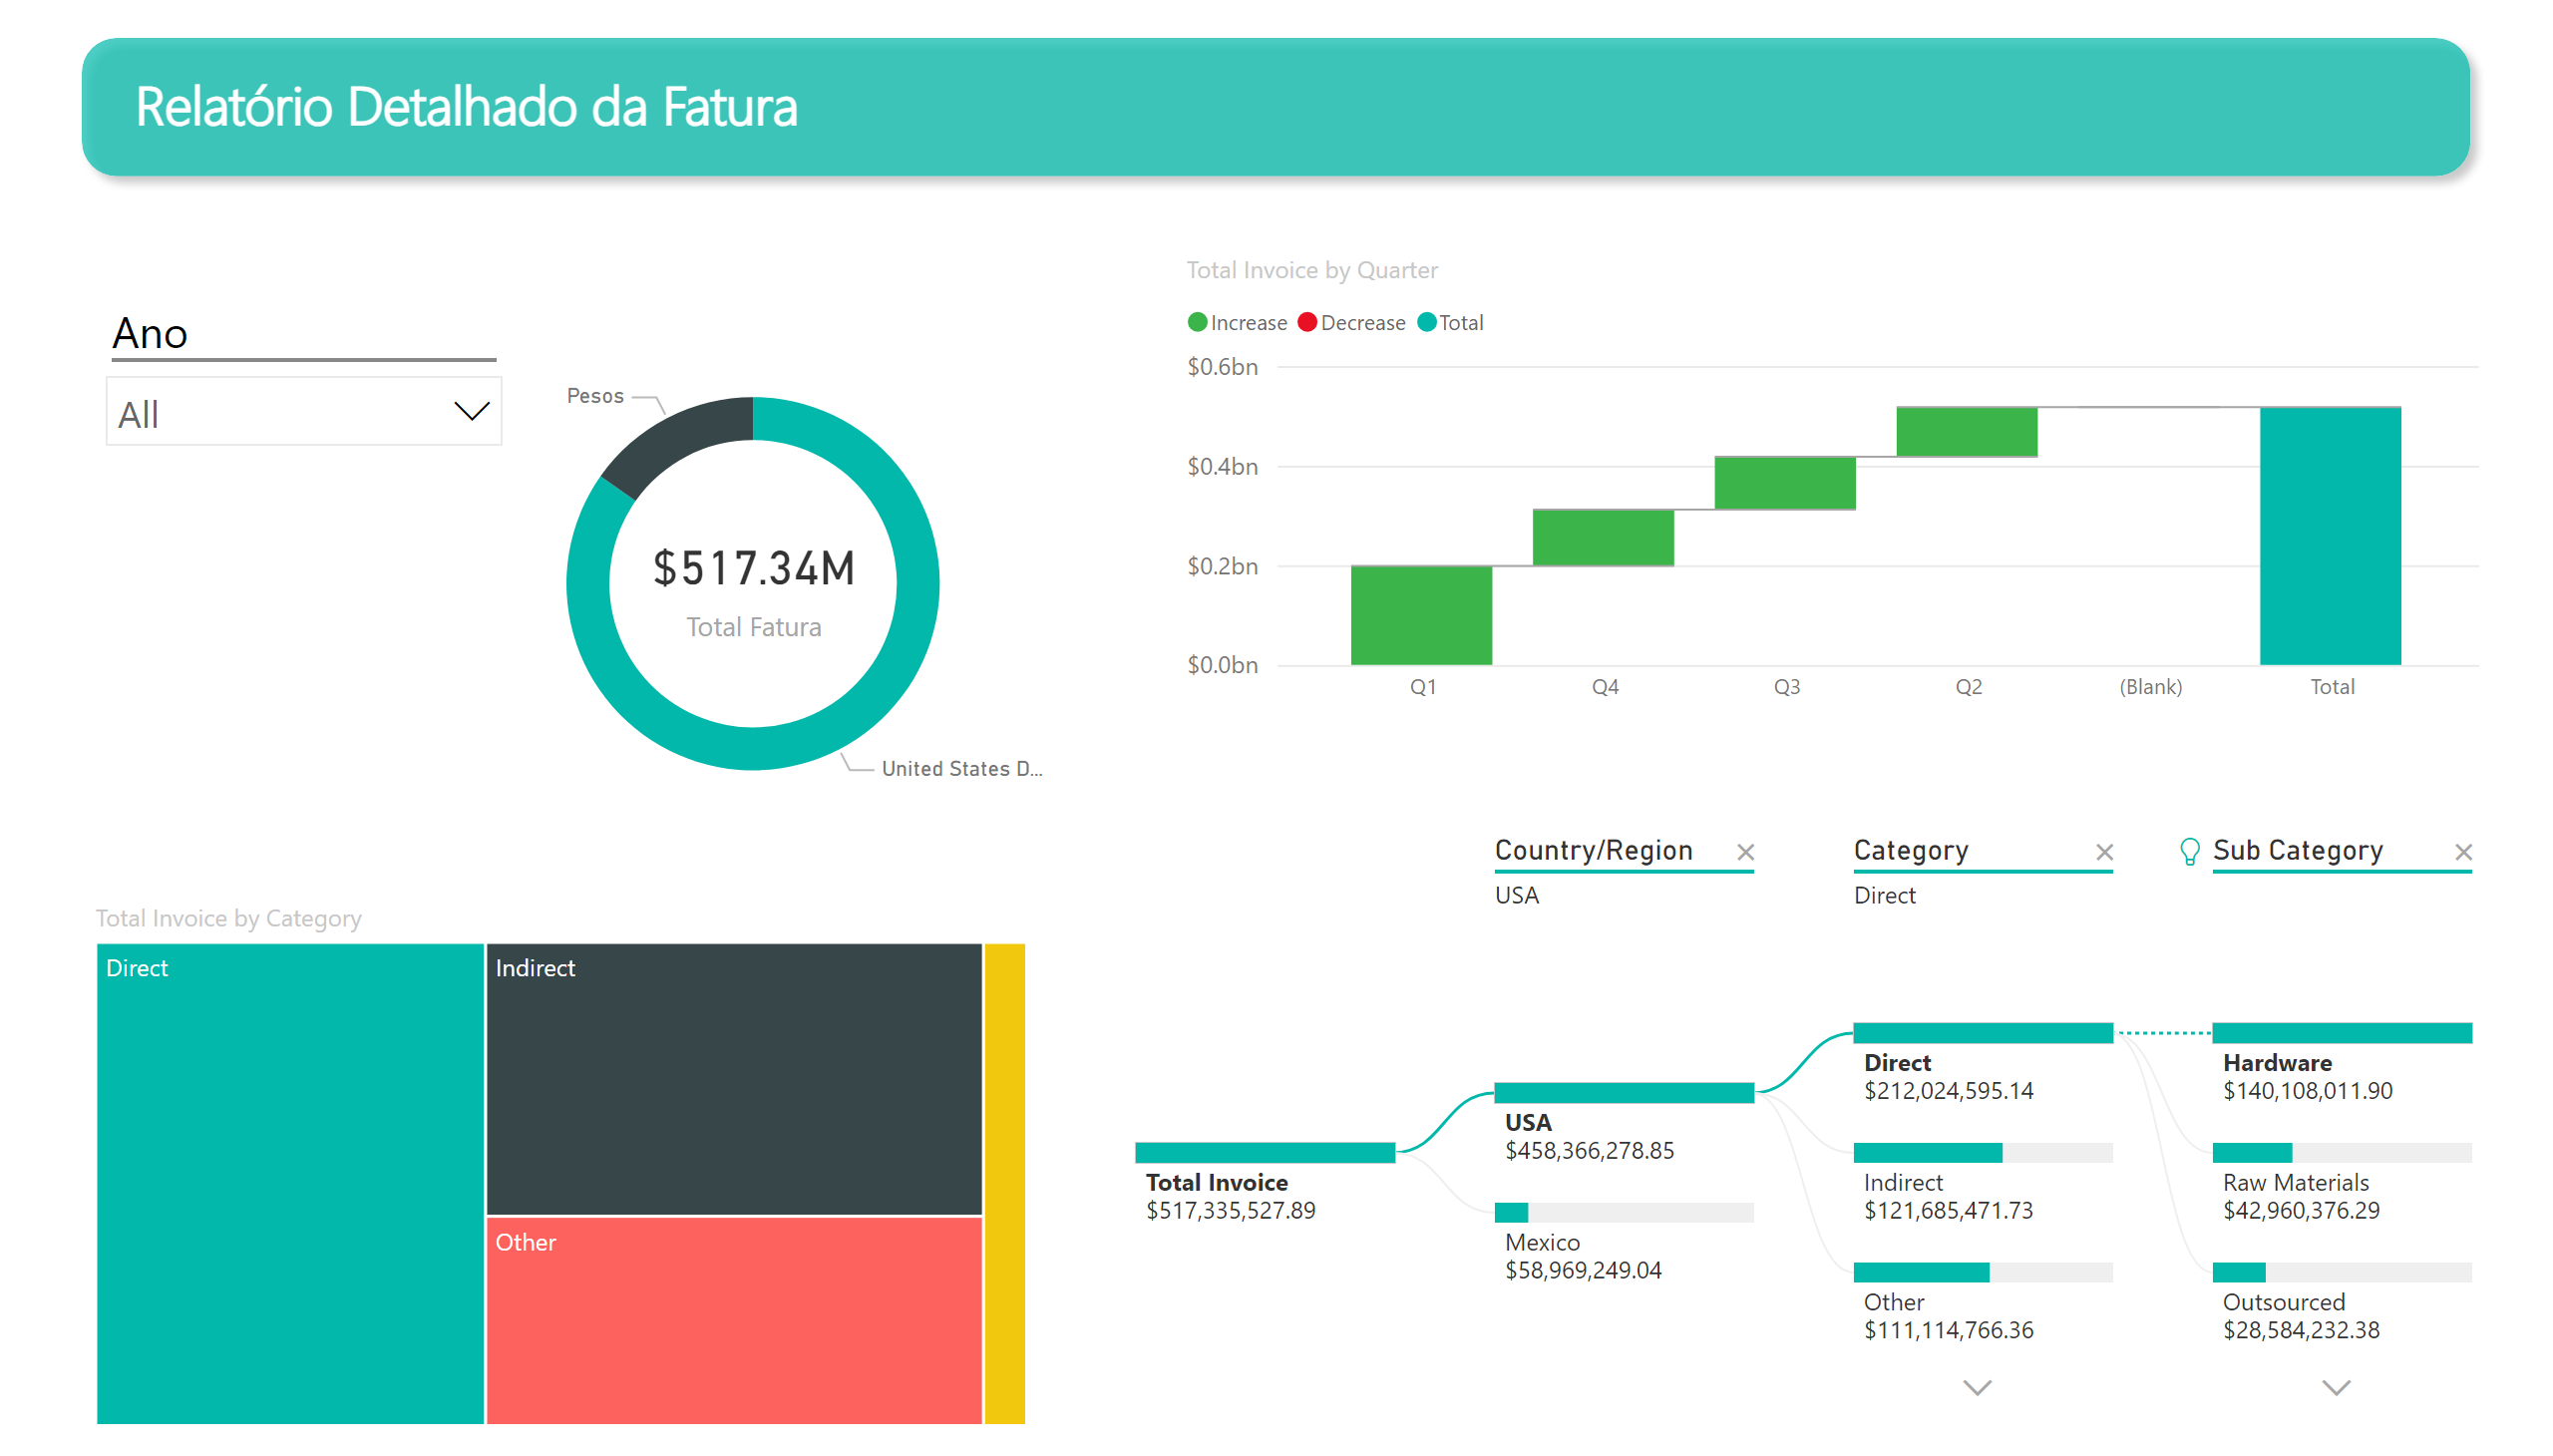 Relatório Detalhado da Fatura
Ano
All
Pesos
$517.34M
Total Fatura
United States D...
Total Invoice by Quarter
Increase Decrease Total
$0.6bn
$0.4bn
$0.2bn
$0.0bn
Q1 Q4 Q3 Q2 (Blank) Total
Total Invoice by Category
Direct
Indirect
Other
Country/Region
USA
Category
Direct
Sub Category
Total Invoice
$517,335,527.89
USA
$458,366,278.85
Mexico
$58,969,249.04
Direct
$212,024,595.14
Indirect
$121,685,471.73
Other
$111,114,766.36
Hardware
$140,108,011.90
Raw Materials
$42,960,376.29
Outsourced
$28,584,232.38